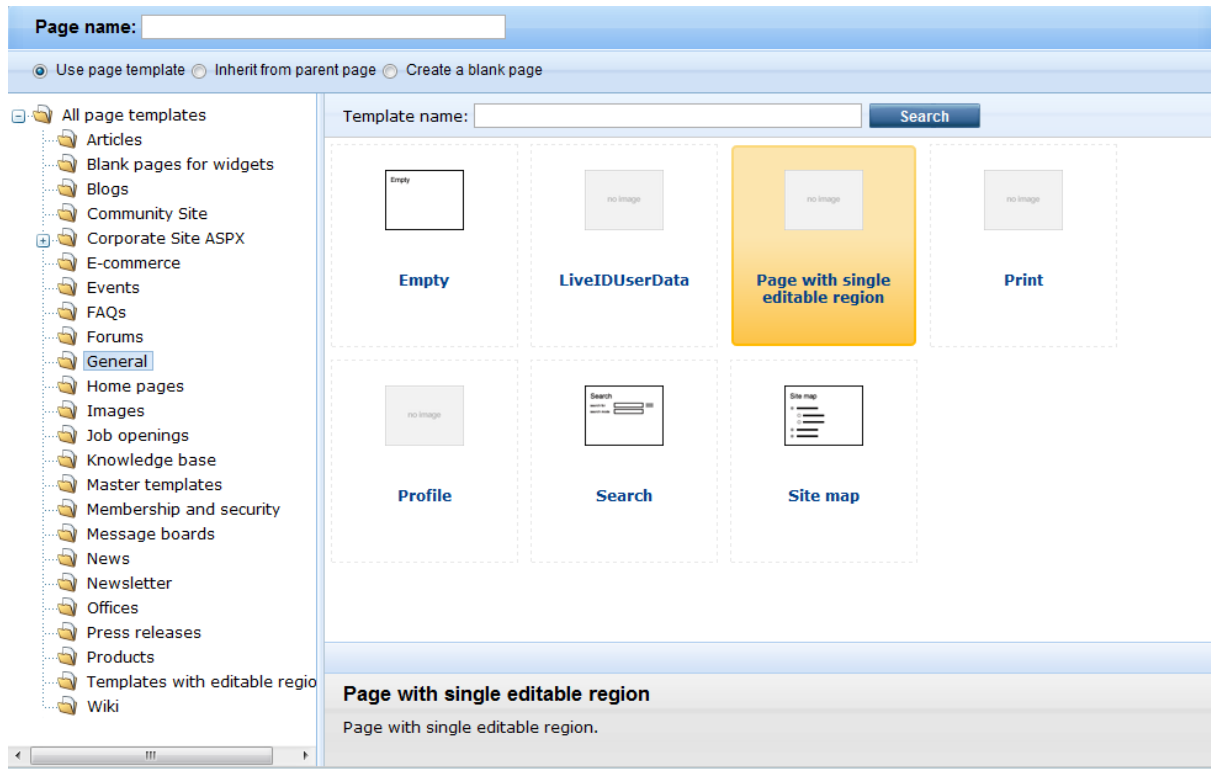 Page name:
Use page template Inherit from parent page Create a blank page
All page templates
Articles
Blank pages for widgets
Blogs
Community Site
Corporate Site ASPX
E-commerce
Events
FAQs
Forums
General
Home pages
Images
Job openings
Knowledge base
Master templates
Membership and security
Message boards
News
Newsletter
Offices
Press releases
Products
Templates with editable regio
Wiki
Template name: Search
Empty
no image
no image
no image
Empty
LiveIDUserData
Page with single
editable region
Print
no image
Search
search for:
search mode:
Site map
Profile
Search
Site map
Page with single editable region
Page with single editable region.